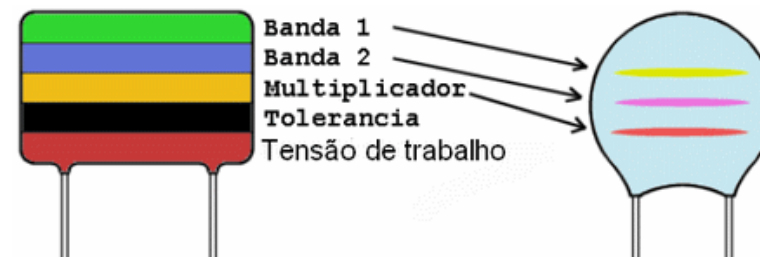 Banda 1
Banda 2
Multiplicador
Tolerancia
Tensão de trabalho